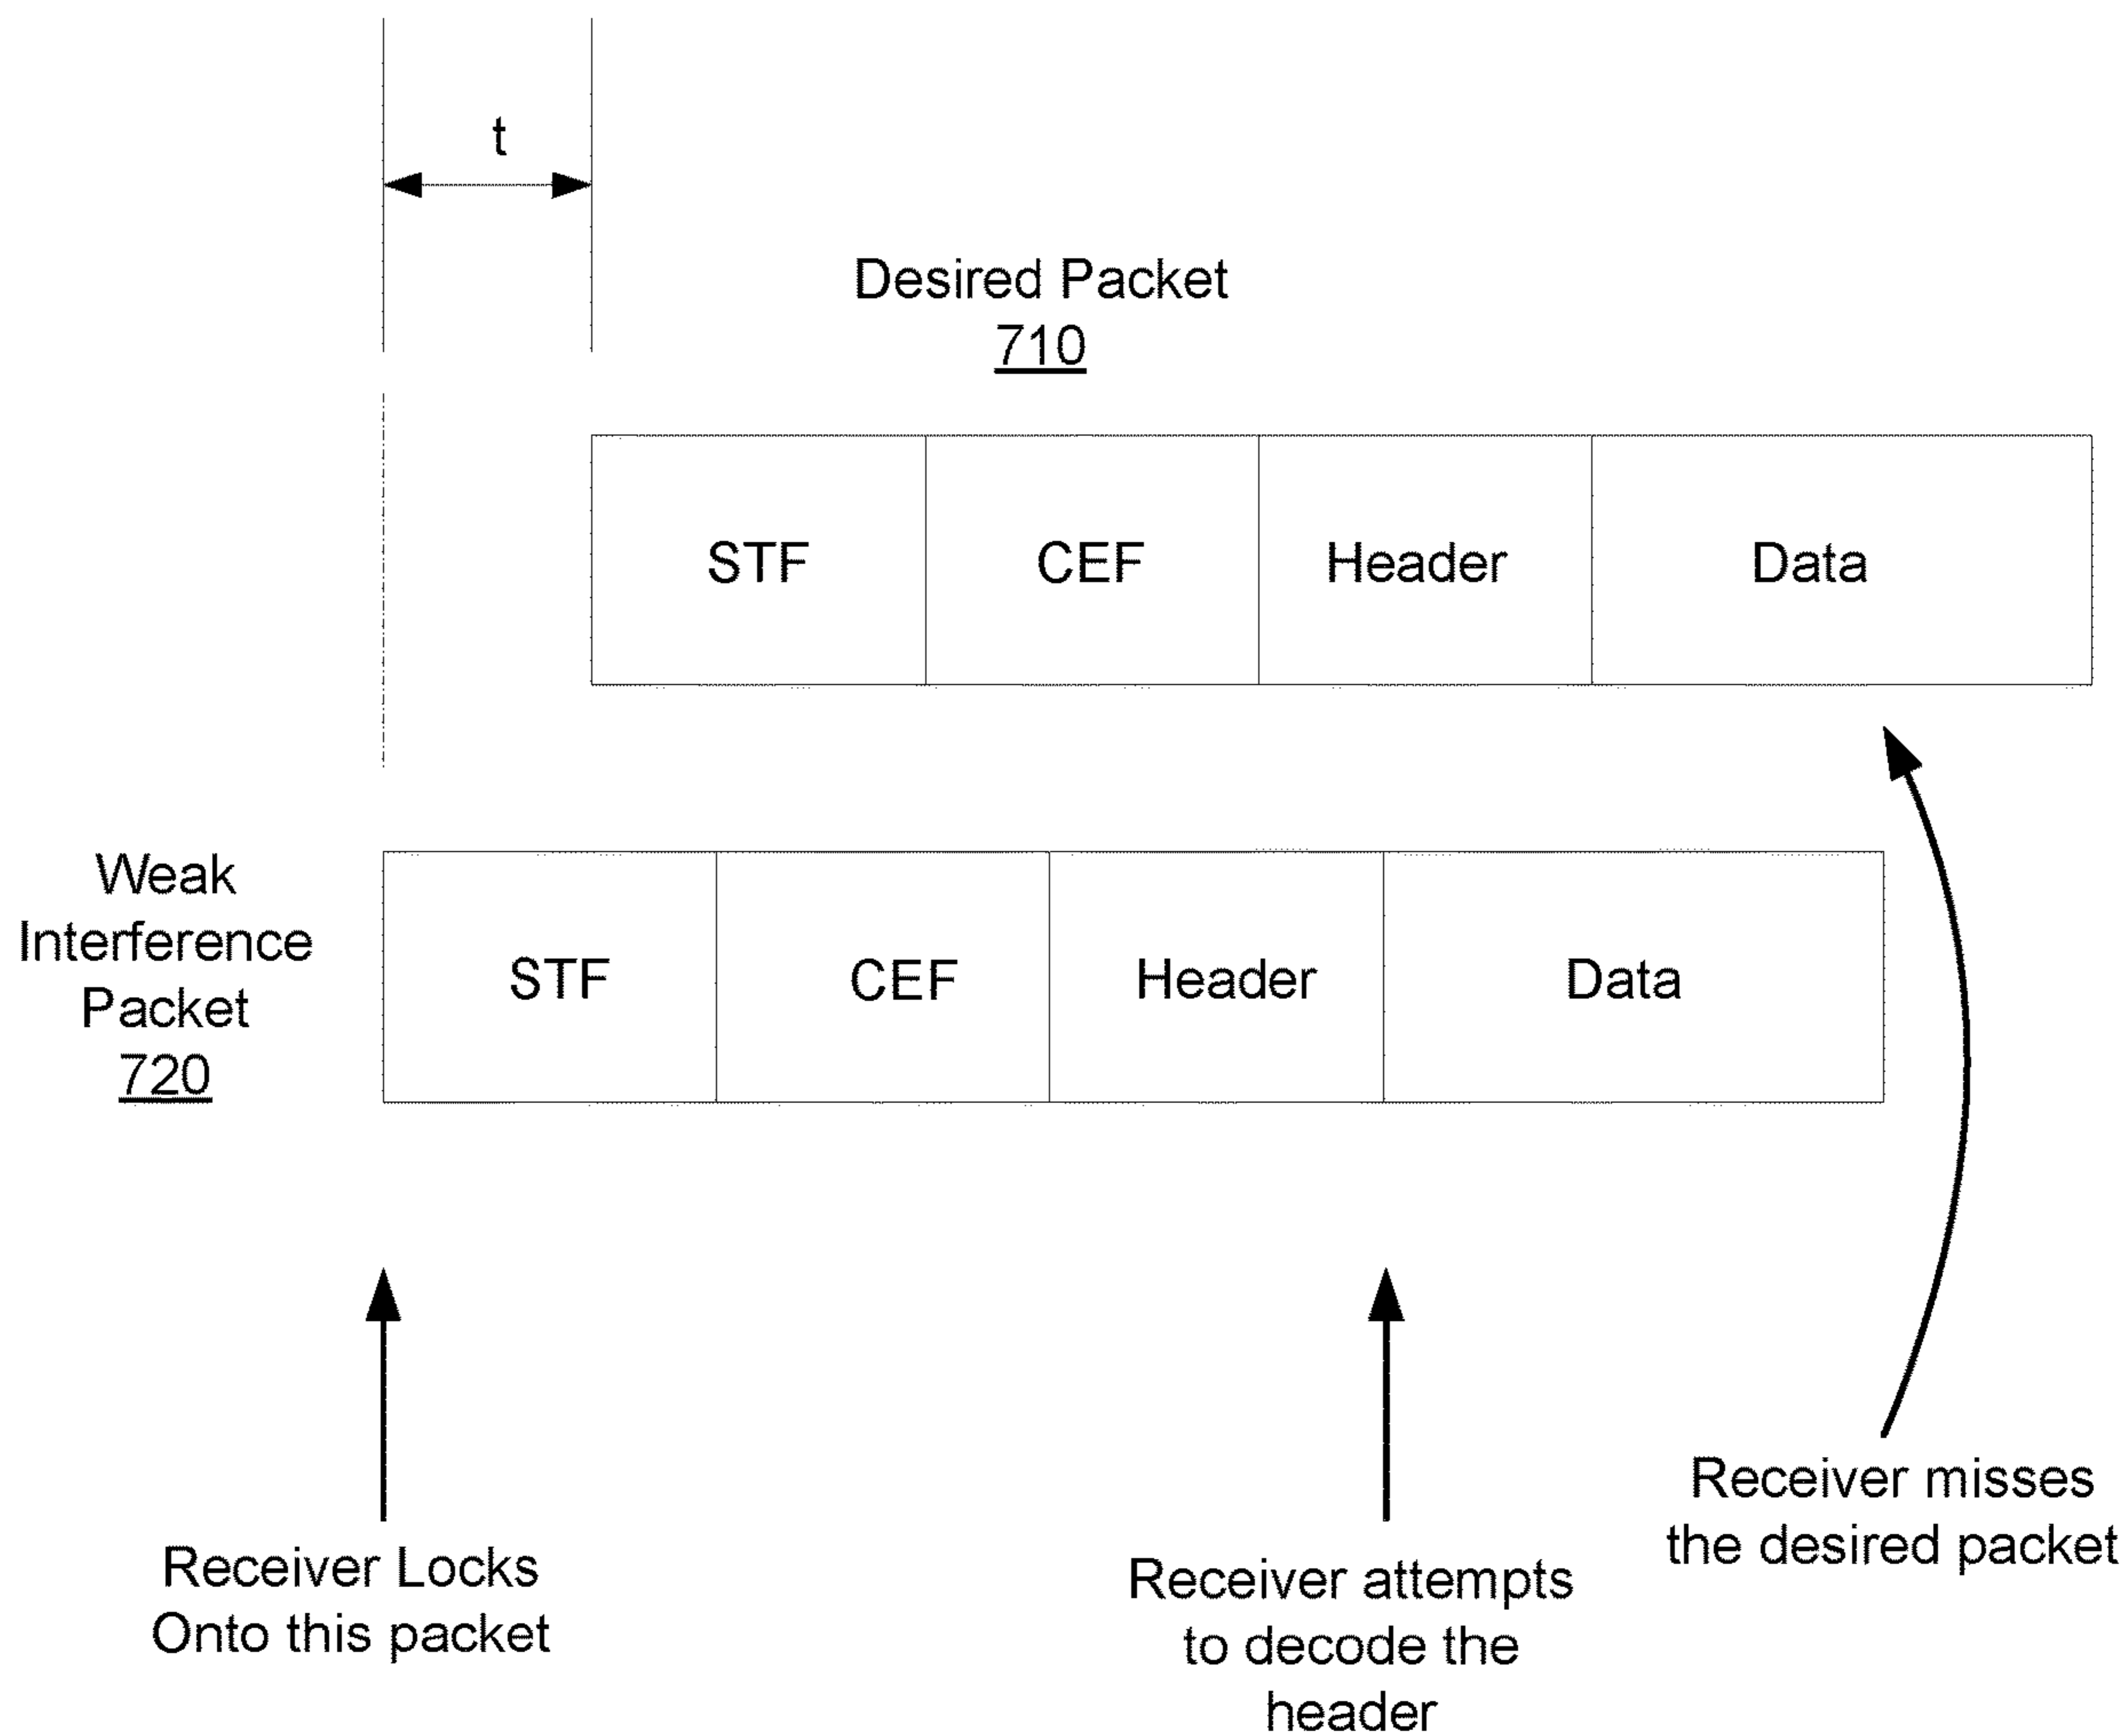 t
Desired Packet
710
STF CEF Header Data
Weak
Interference
Packet
720
STF CEF Header Data
Receiver Locks
Onto this packet
Receiver attempts
to decode the
header
Receiver misses
the desired packet